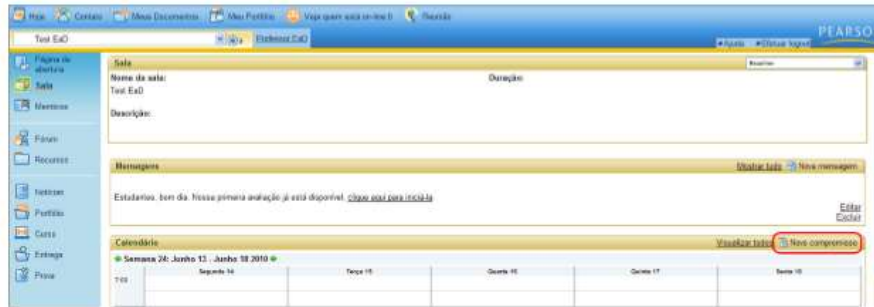 Hoje Contato Meus Documentos Meu Portfólio Veja quem está on-line 0 Reunião
PEARSO
Test EaD Professor EaD
Ajuda Efetuar logout
Página de abertura
Sala
Membros
Fórum
Recursos
Notícias
Portfólio
Curso
Entrega
Prova
Sala
Nome da sala: Duração:
Test EaD
Descrição:
Mensagens Mostrar tudo Nova mensagem
Estudantes, bom dia. Nossa primeira avaliação já está disponível, clique aqui para iniciá-la
Editar
Excluir
Calendário Visualizar todos Novo compromisso
Semana 24: Junho 13 - Junho 18 2010
Segunda 14 Terça 15 Quarta 16 Quinta 17 Sexta 18
7:00